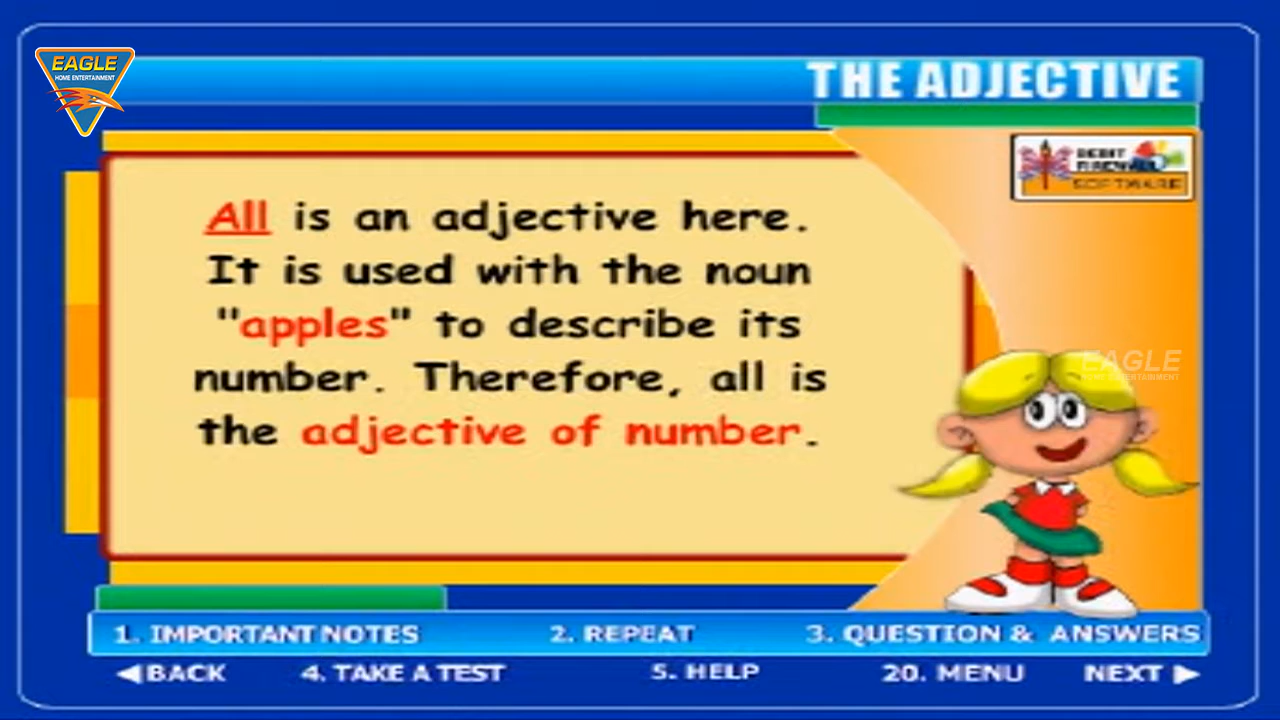 EAGLE
HOME ENTERTAINMENT
THE ADJECTIVE
SOFTWARE
All is an adjective here.
It is used with the noun
"apples" to describe its
number. Therefore, all is
the adjective of number.
EAGLE
HOME ENTERTAINMENT
1. IMPORTANT NOTES
2. REPEAT
3. QUESTION & ANSWERS
◀BACK
4. TAKE A TEST
5. HELP
20. MENU
NEXT ▶